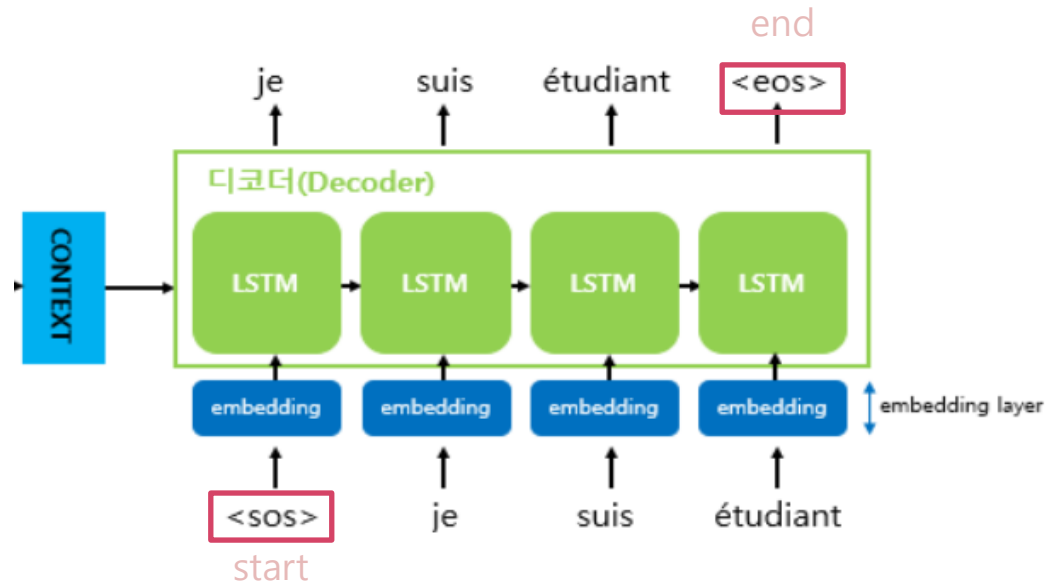 end
je suis étudiant <eos>
디코더(Decoder)
CONTEXT
LSTM LSTM LSTM LSTM
embedding embedding embedding embedding embedding layer
<sos> je suis étudiant
start